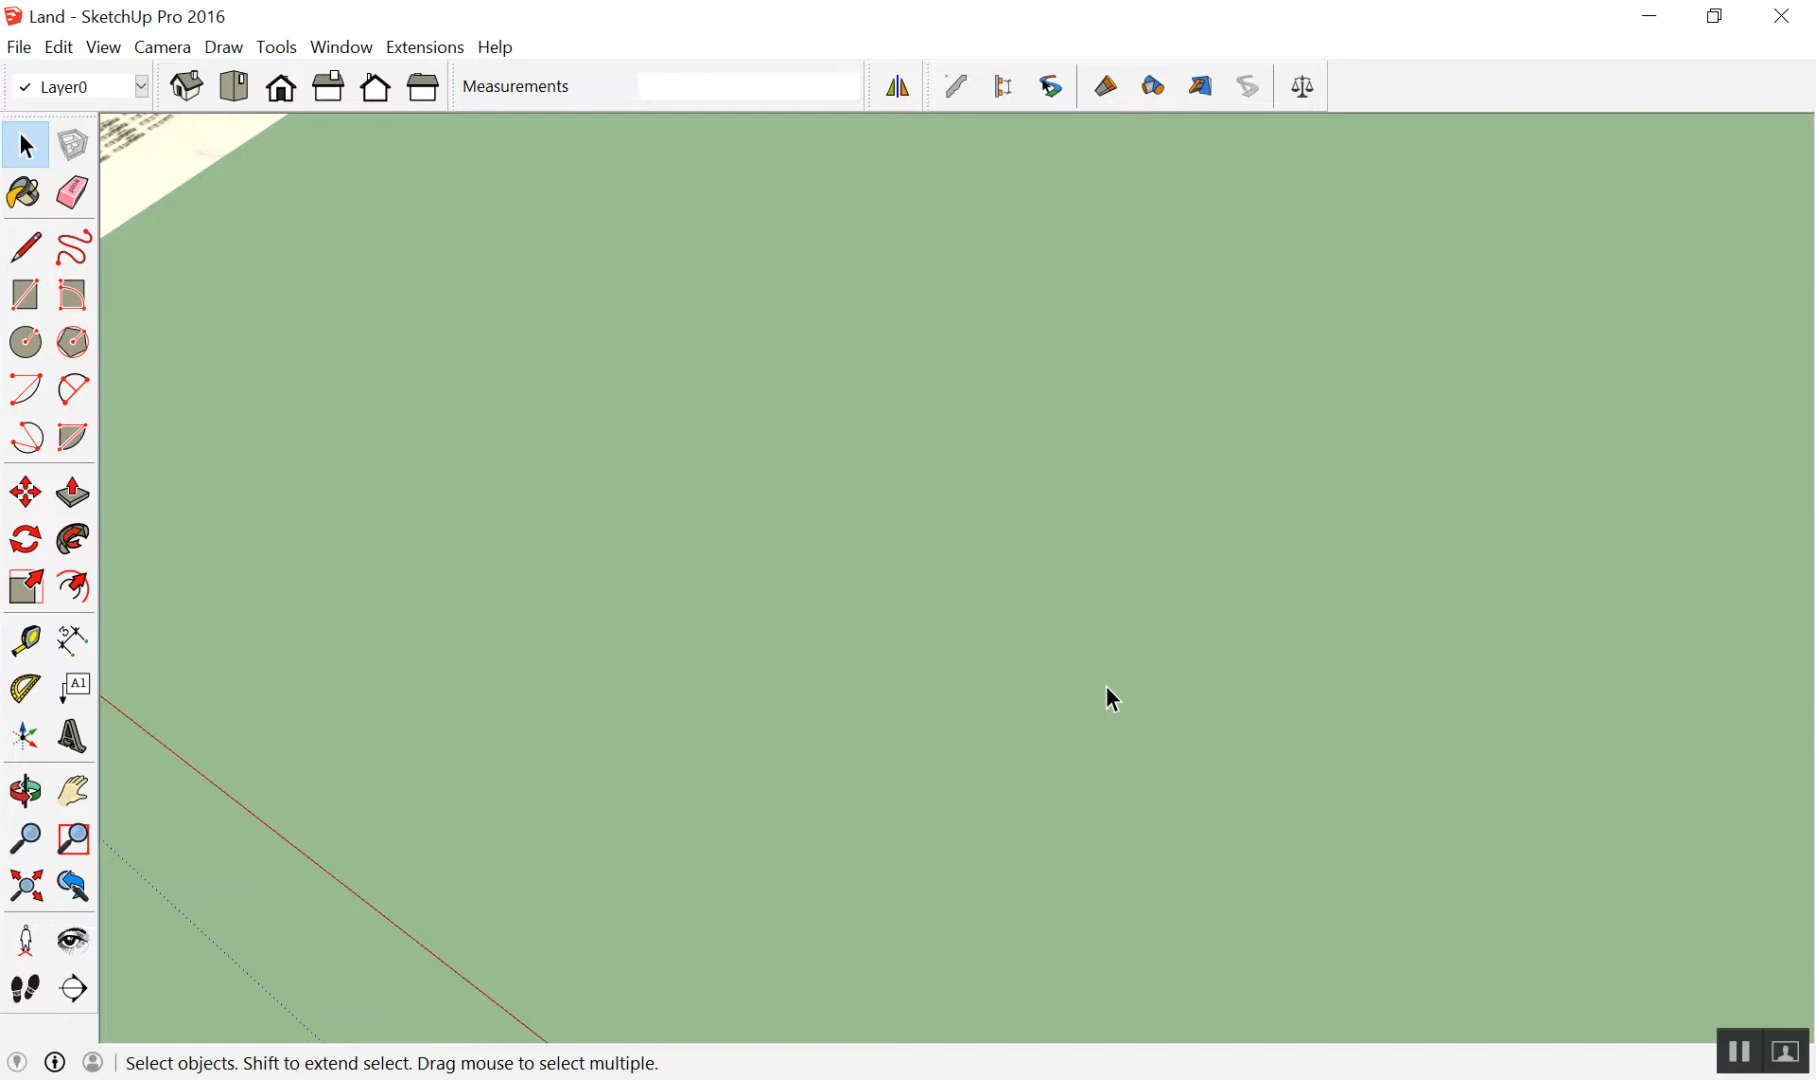 Land - SketchUp Pro 2016
File Edit View Camera Draw Tools Window Extensions Help
Layer0
Measurements
A1
Select objects. Shift to extend select. Drag mouse to select multiple.